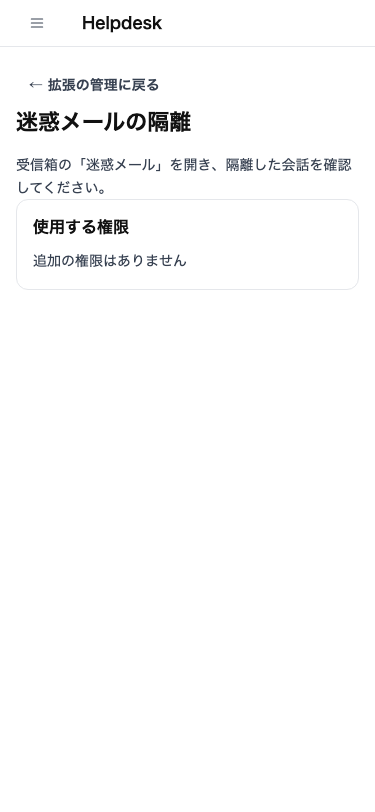 Helpdesk
← 拡張の管理に戻る
迷惑メールの隔離
受信箱の「迷惑メール」を開き、隔離した会話を確認
してください。
使用する権限
追加の権限はありません